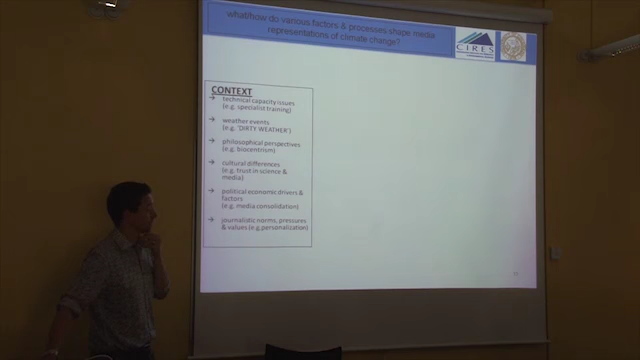 what/how do various factors & processes shape media
representations of climate change?
CIRES
CONTEXT
→ technical capacity issues
(e.g. specialist training)
→ weather events
(e.g. 'DIRTY WEATHER')
→ philosophical perspectives
(e.g. biocentrism)
→ cultural differences
(e.g. trust in science &
media)
→ political economic drivers &
factors
(e.g. media consolidation)
→ journalistic norms, pressures
& values (e.g.personalization)